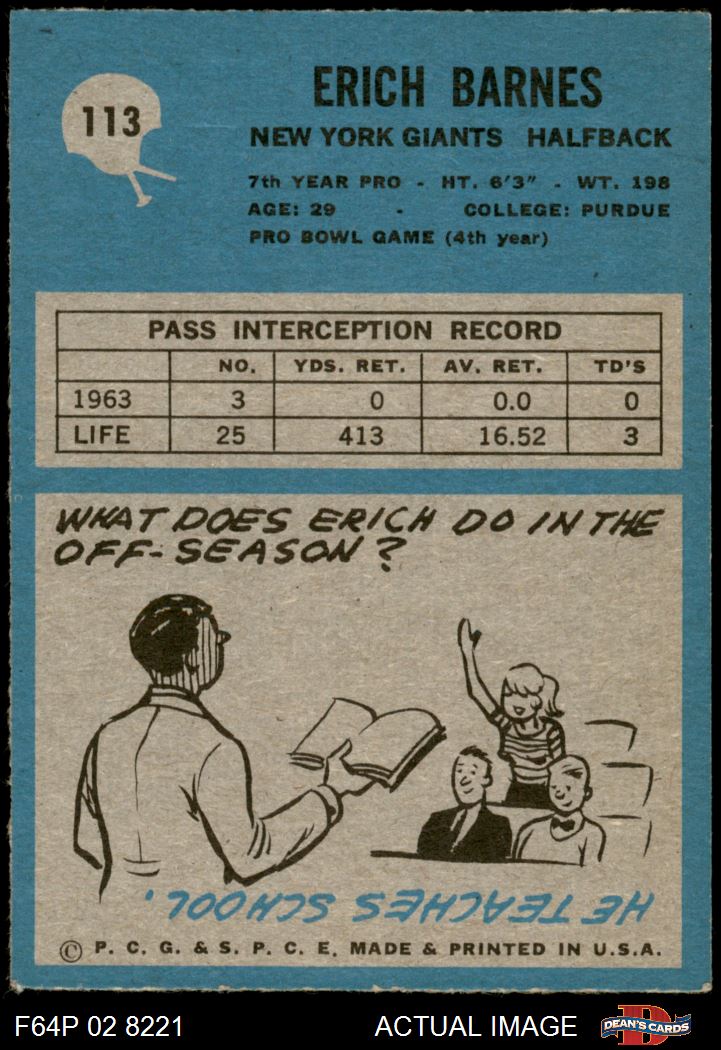 113
ERICH BARNES
NEW YORK GIANTS HALFBACK
7th YEAR PRO - HT. 6'3" - WT. 198
AGE: 29 - COLLEGE: PURDUE
PRO BOWL GAME (4th year)
PASS INTERCEPTION RECORD
NO. YDS. RET. AV. RET. TD'S
1963 3 0 0.0 0
LIFE 25 413 16.52 3
WHAT DOES ERICH DO IN THE
OFF-SEASON?
HE TEACHES SCHOOL.
© P. C. G. & S. P. C. E. MADE & PRINTED IN U.S.A.
F64P 02 8221 ACTUAL IMAGE D DEAN'S CARDS